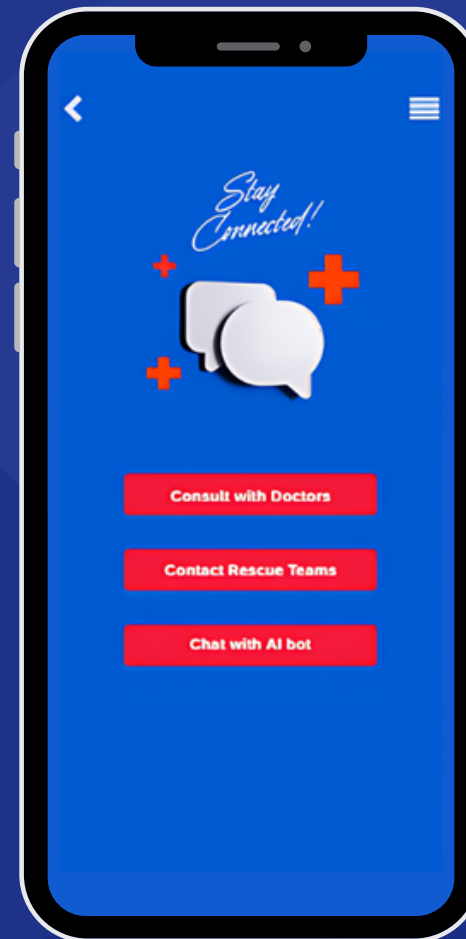 Stay
Connected!
Consult with Doctors
Contact Rescue Teams
Chat with AI bot